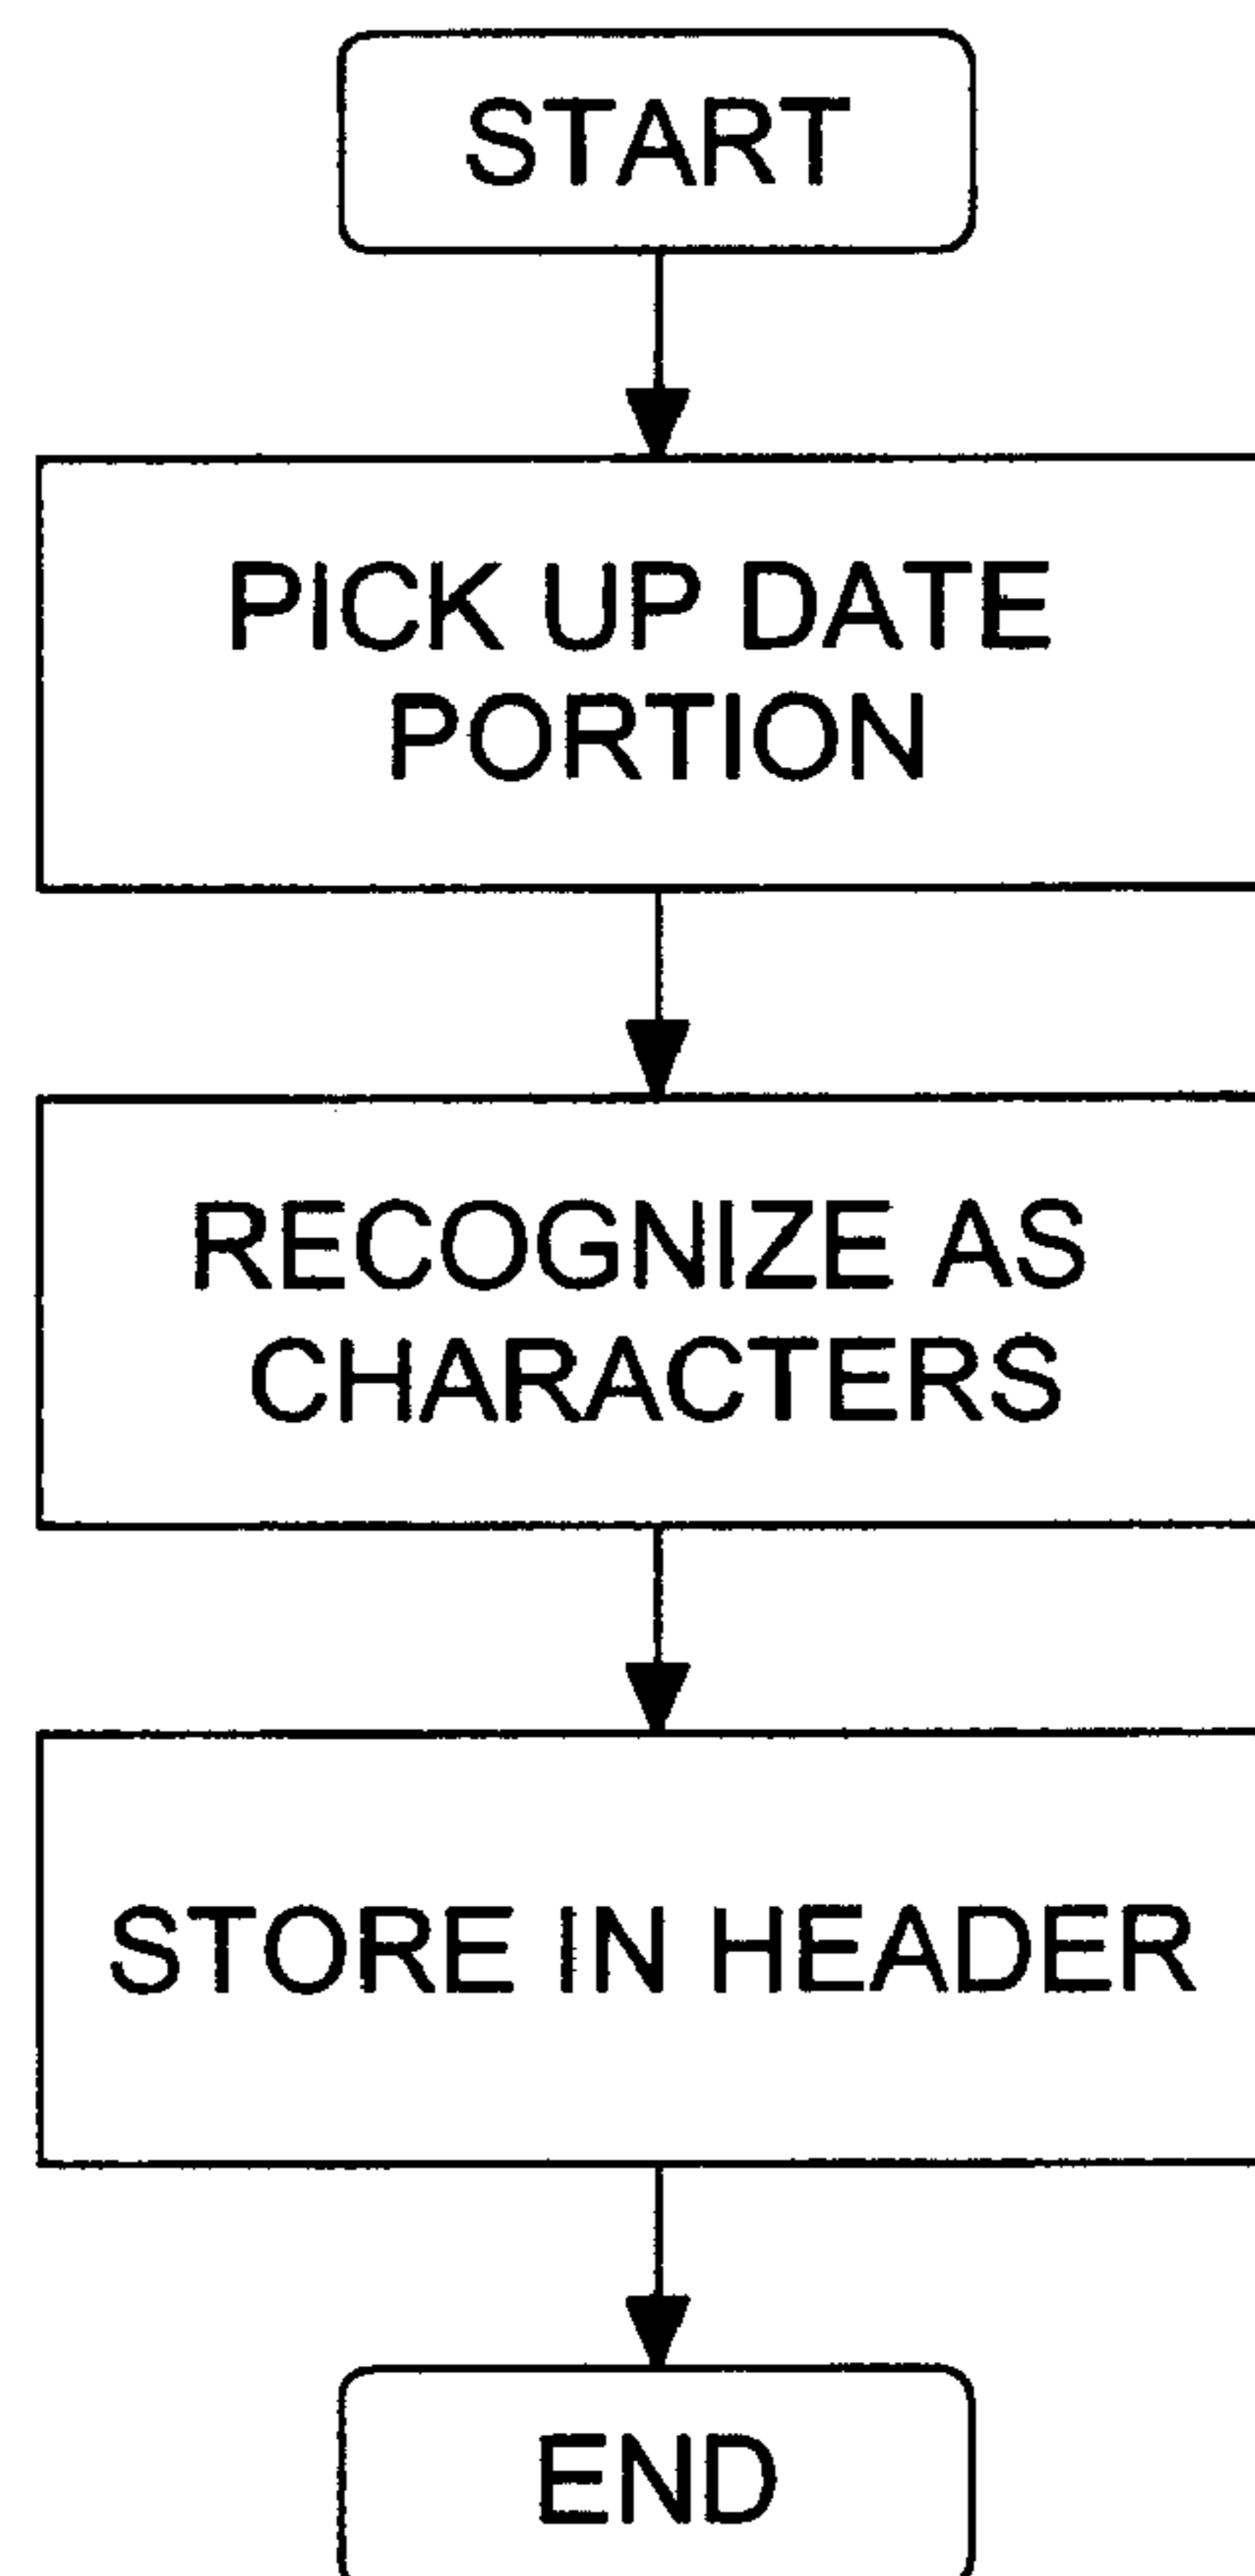 START
PICK UP DATE
PORTION
RECOGNIZE AS
CHARACTERS
STORE IN HEADER
END